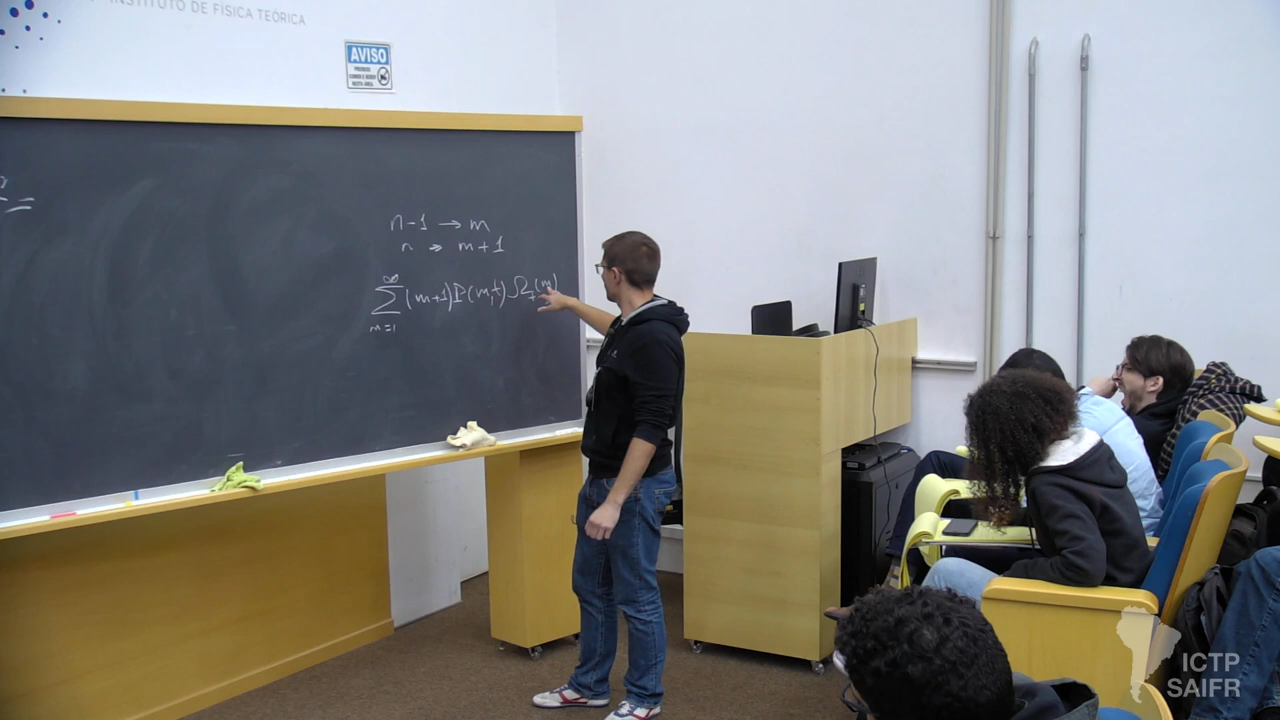 INSTITUTO DE FÍSICA TEÓRICA
AVISO
n-1 → m
n → m+1
∞
∑ (m+1) P(m,t) Ω₊(m)
m=1
ICTP
SAIFR